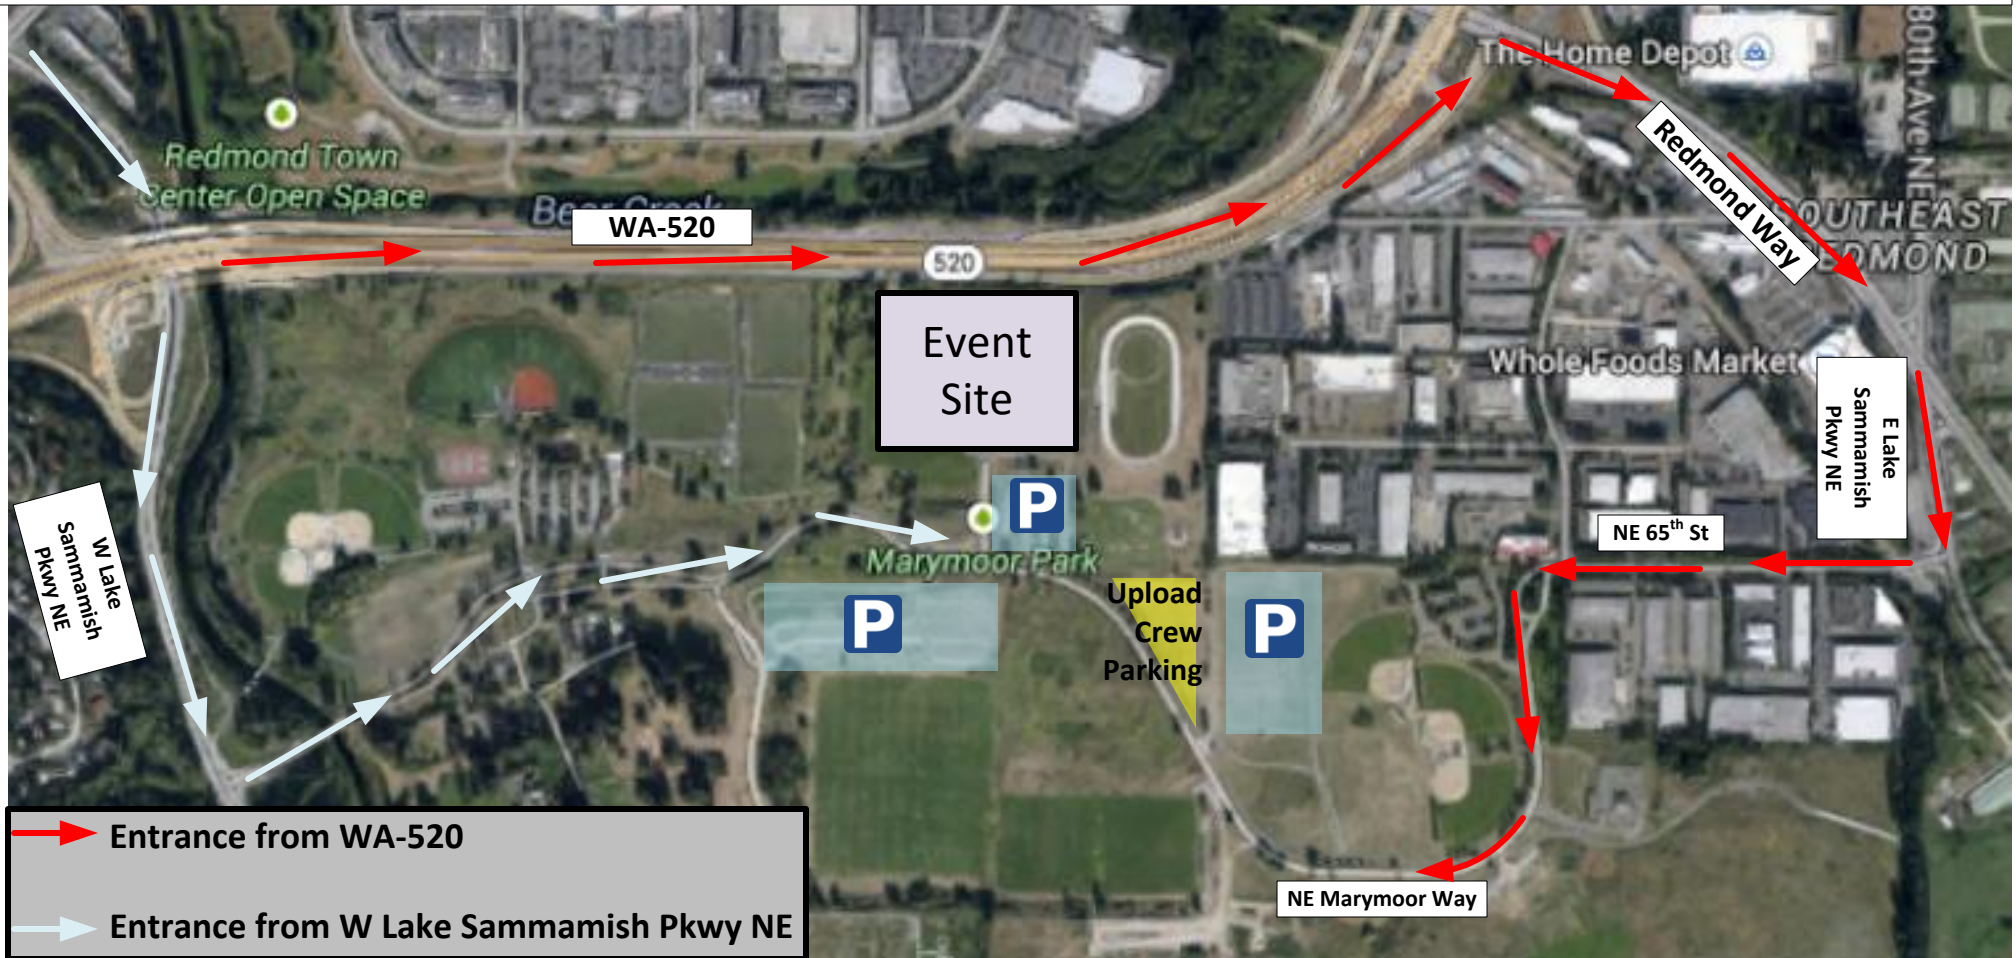 The Home Depot
80th Ave NE
Redmond Town
Center Open Space
Bear Creek
WA-520
520
Redmond Way
SOUTHEAST
REDMOND
Event
Site
Whole Foods Market
E Lake
Sammamish
Pkwy NE
P
NE 65th St
Marymoor Park
W Lake
Sammamish
Pkwy NE
P
Upload
Crew
Parking
P
Entrance from WA-520
NE Marymoor Way
Entrance from W Lake Sammamish Pkwy NE